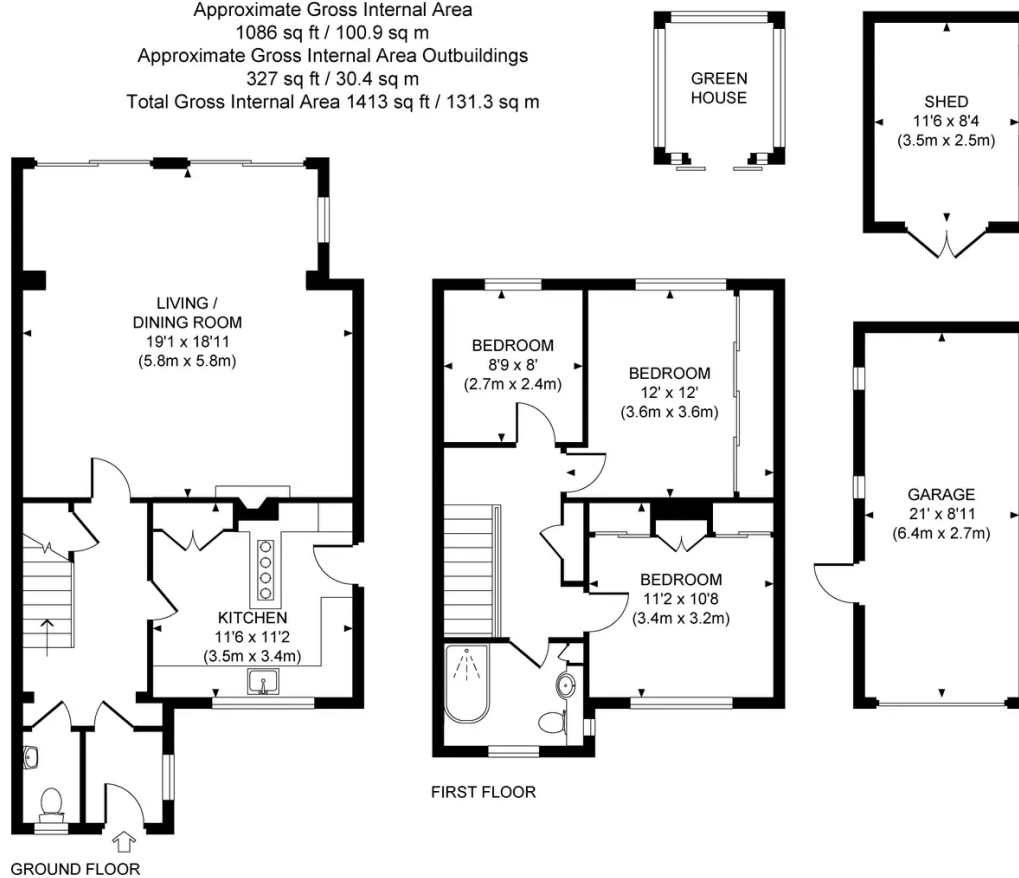 Approximate Gross Internal Area
1086 sq ft / 100.9 sq m
Approximate Gross Internal Area Outbuildings
327 sq ft / 30.4 sq m
Total Gross Internal Area 1413 sq ft / 131.3 sq m
GREEN
HOUSE
SHED
11'6 x 8'4
(3.5m x 2.5m)
LIVING /
DINING ROOM
19'1 x 18'11
(5.8m x 5.8m)
BEDROOM
8'9 x 8'
(2.7m x 2.4m)
BEDROOM
12' x 12'
(3.6m x 3.6m)
GARAGE
21' x 8'11
(6.4m x 2.7m)
KITCHEN
11'6 x 11'2
(3.5m x 3.4m)
BEDROOM
11'2 x 10'8
(3.4m x 3.2m)
FIRST FLOOR
GROUND FLOOR